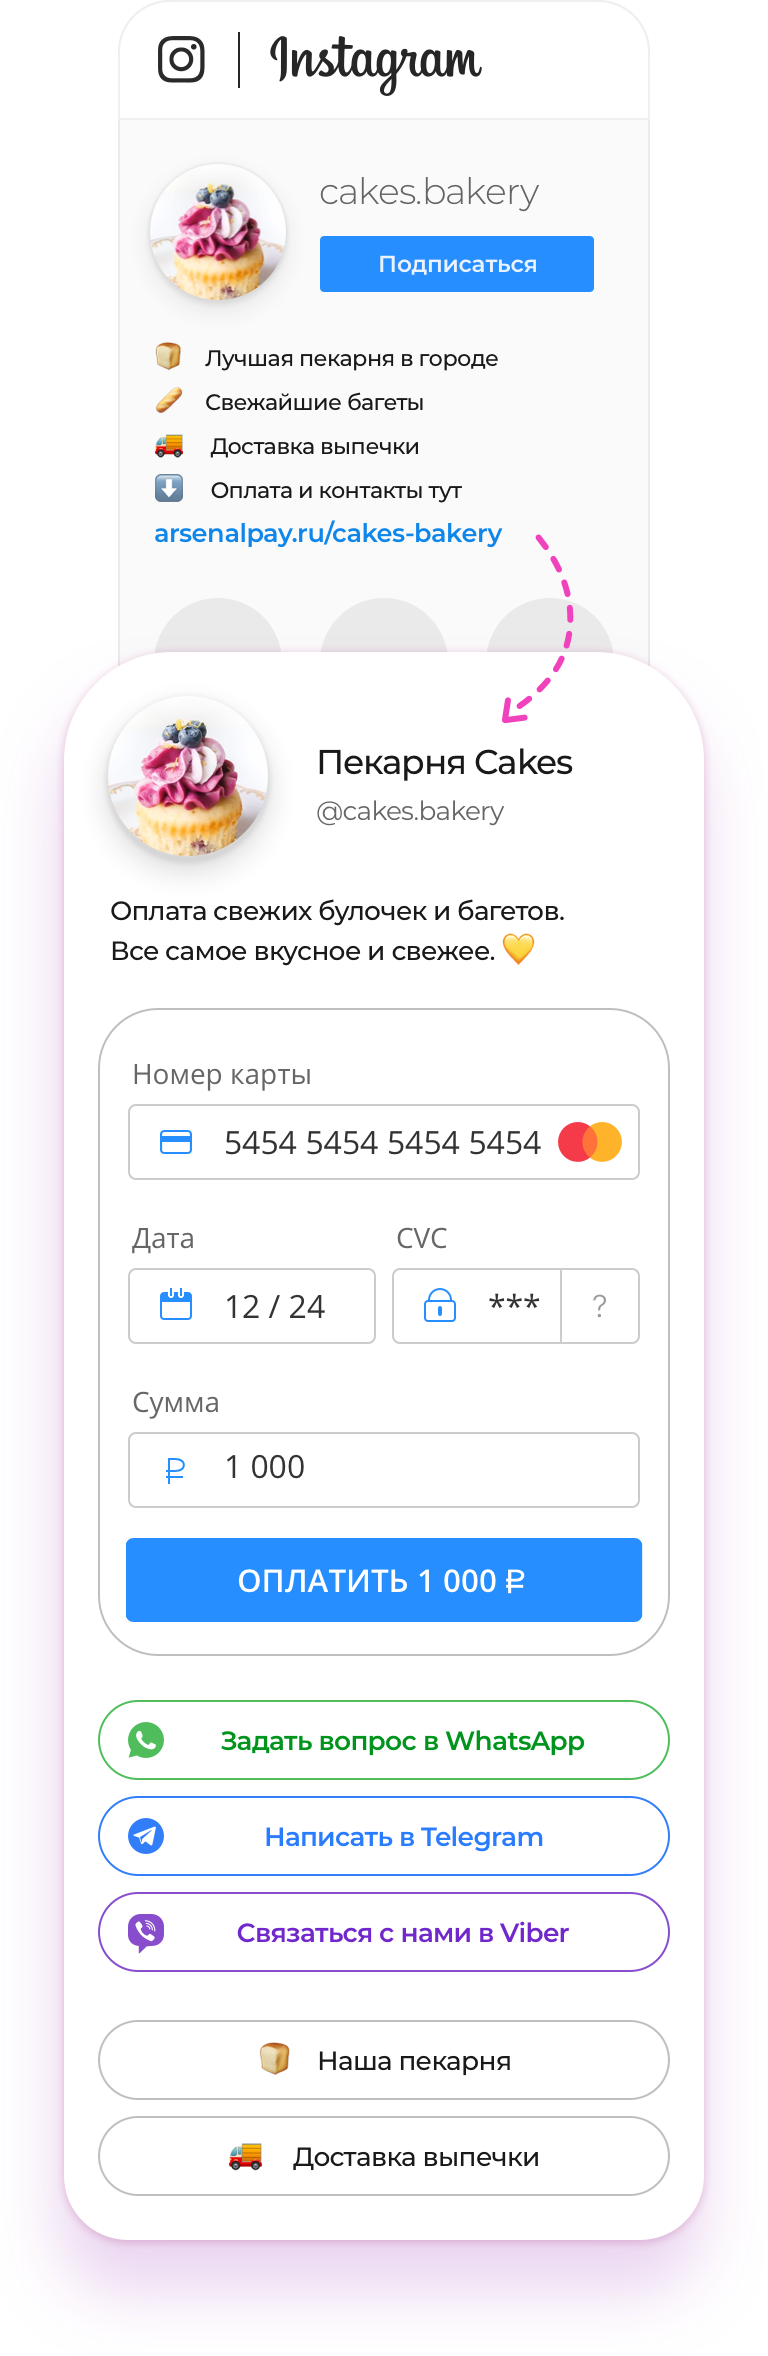 Instagram
cakes.bakery
Подписаться
Лучшая пекарня в городе
Свежайшие багеты
Доставка выпечки
Оплата и контакты тут
arsenalpay.ru/cakes-bakery
Пекарня Cakes
@cakes.bakery
Оплата свежих булочек и багетов.
Все самое вкусное и свежее. 💛
Номер карты
5454 5454 5454 5454
Дата CVC
12 / 24 *** ?
Сумма
₽ 1 000
ОПЛАТИТЬ 1 000 ₽
Задать вопрос в WhatsApp
Написать в Telegram
Связаться с нами в Viber
Наша пекарня
Доставка выпечки